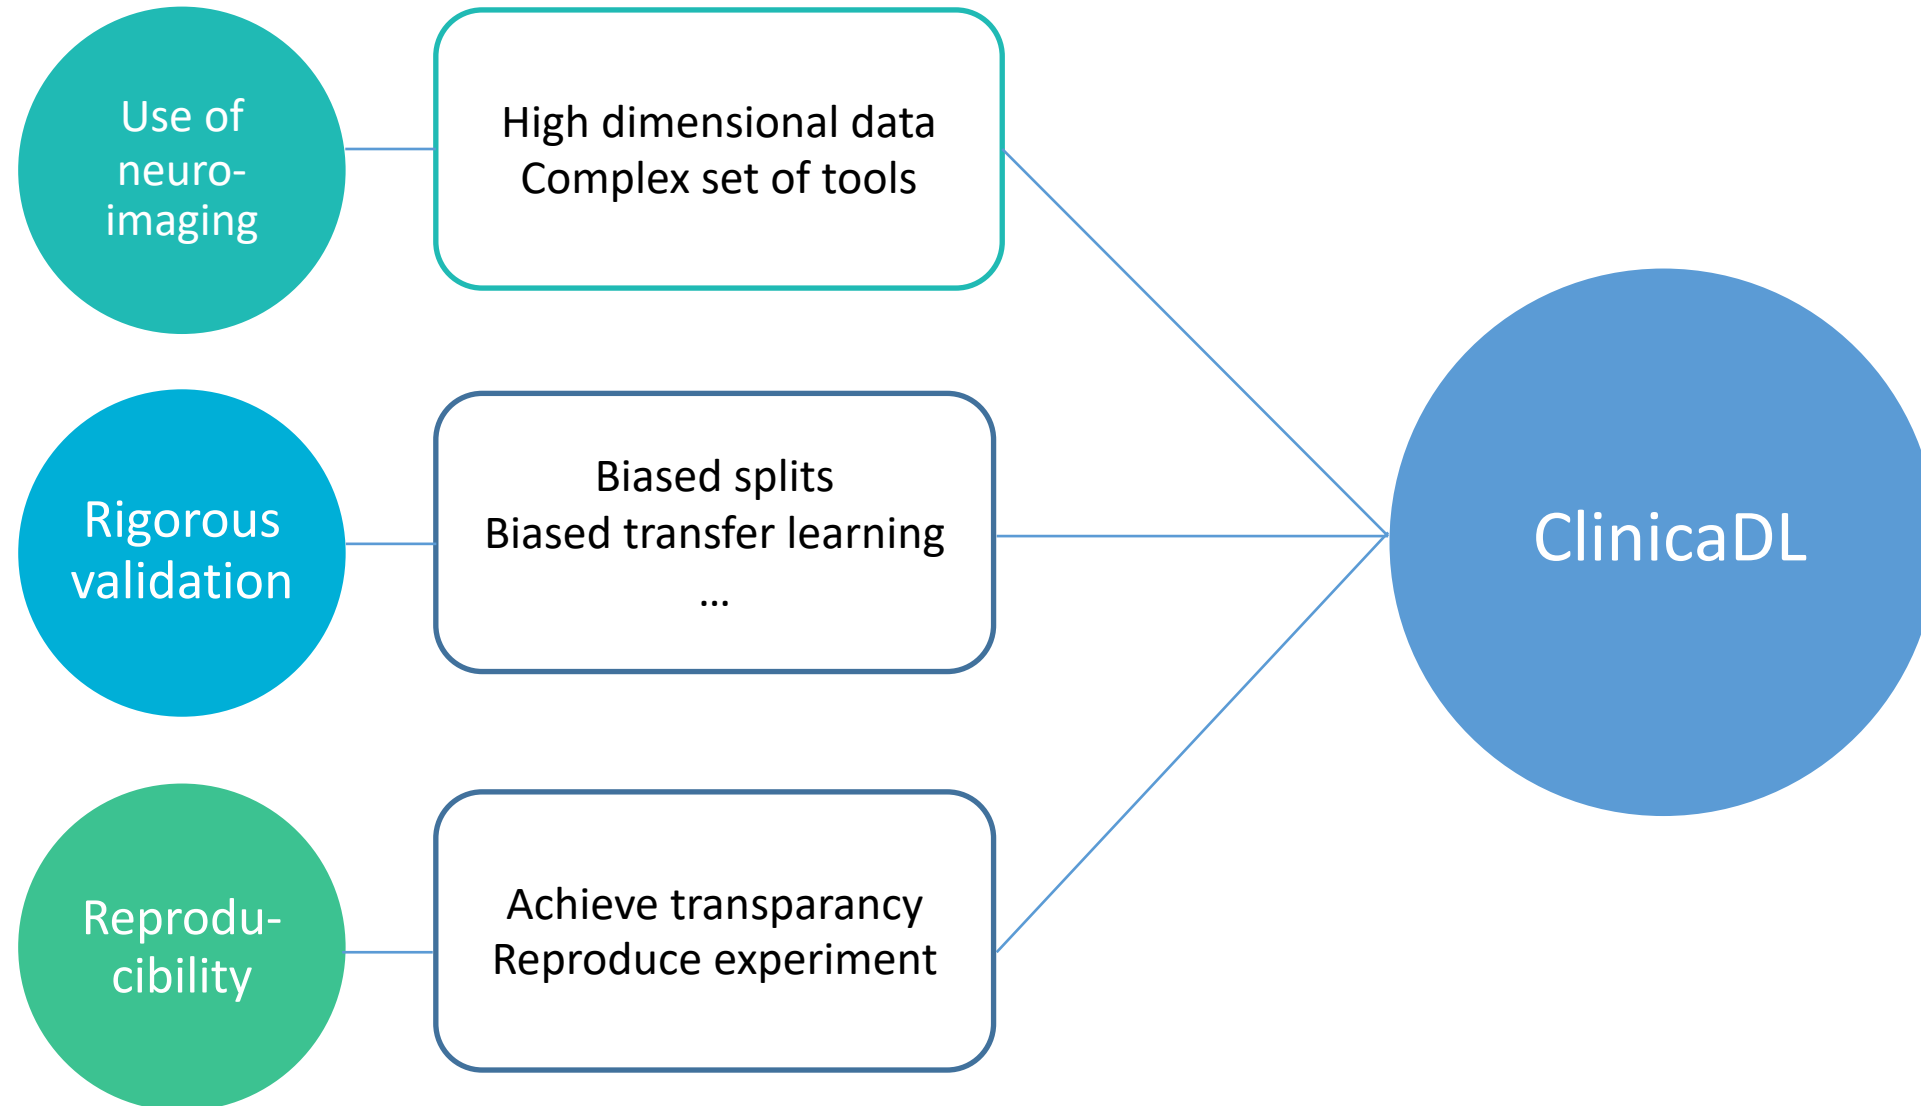 Use of
neuro-
imaging
High dimensional data
Complex set of tools
Rigorous
validation
Biased splits
Biased transfer learning
...
Reprodu-
cibility
Achieve transparancy
Reproduce experiment
ClinicaDL